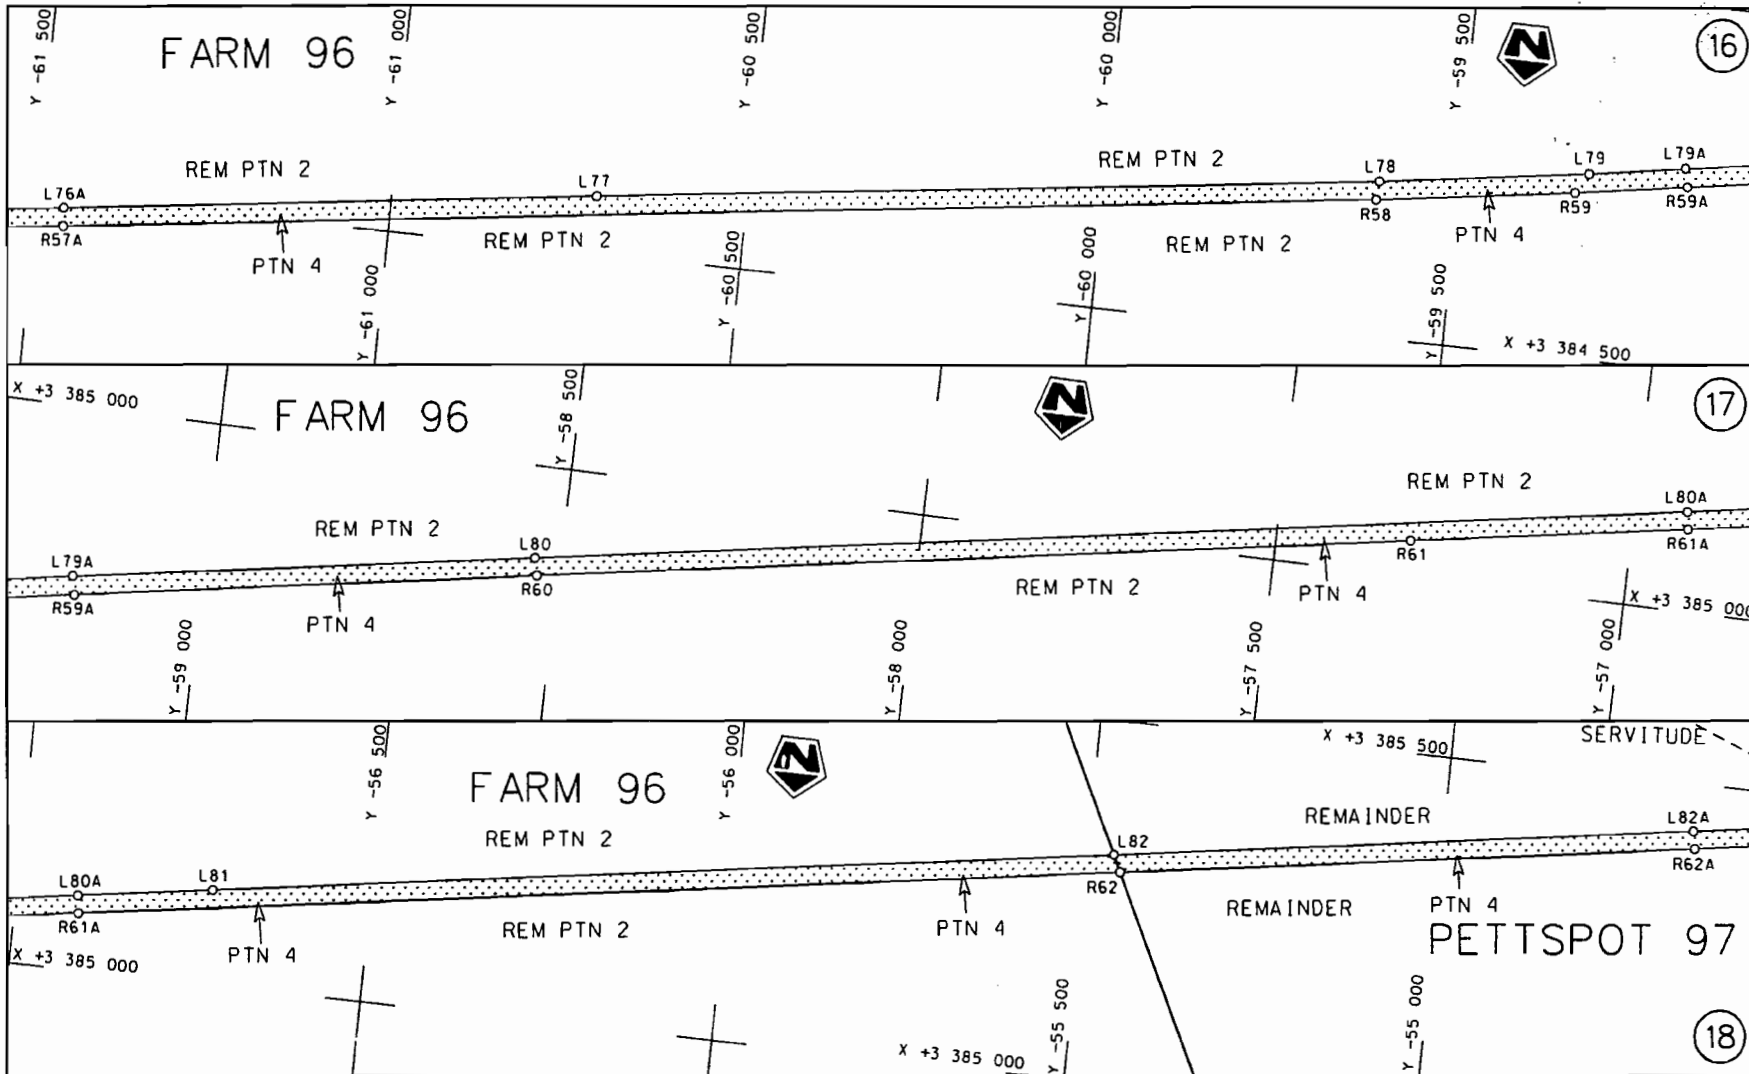 Y -61 500
FARM 96
Y -61 000
Y -60 500
Y -60 000
Y -59 500
N
16
REM PTN 2
REM PTN 2
L76A
L77
L78
L79
L79A
R57A
R58
R59
R59A
PTN 4
REM PTN 2
REM PTN 2
PTN 4
Y -61 000
Y -60 500
Y -60 000
Y -59 500
X +3 384 500
X +3 385 000
FARM 96
Y -58 500
N
17
REM PTN 2
REM PTN 2
L79A
L80
L80A
R59A
R60
R61
R61A
PTN 4
REM PTN 2
PTN 4
X +3 385 000
Y -59 000
Y -58 000
Y -57 500
Y -57 000
Y -56 500
FARM 96
Y -56 000
N
X +3 385 500
SERVITUDE
REM PTN 2
REMAINDER
L80A
L81
L82
L82A
R61A
R62
R62A
PTN 4
REM PTN 2
PTN 4
REMAINDER
PTN 4
PETTSPOT 97
X +3 385 000
X +3 385 000
Y -55 500
Y -55 000
18